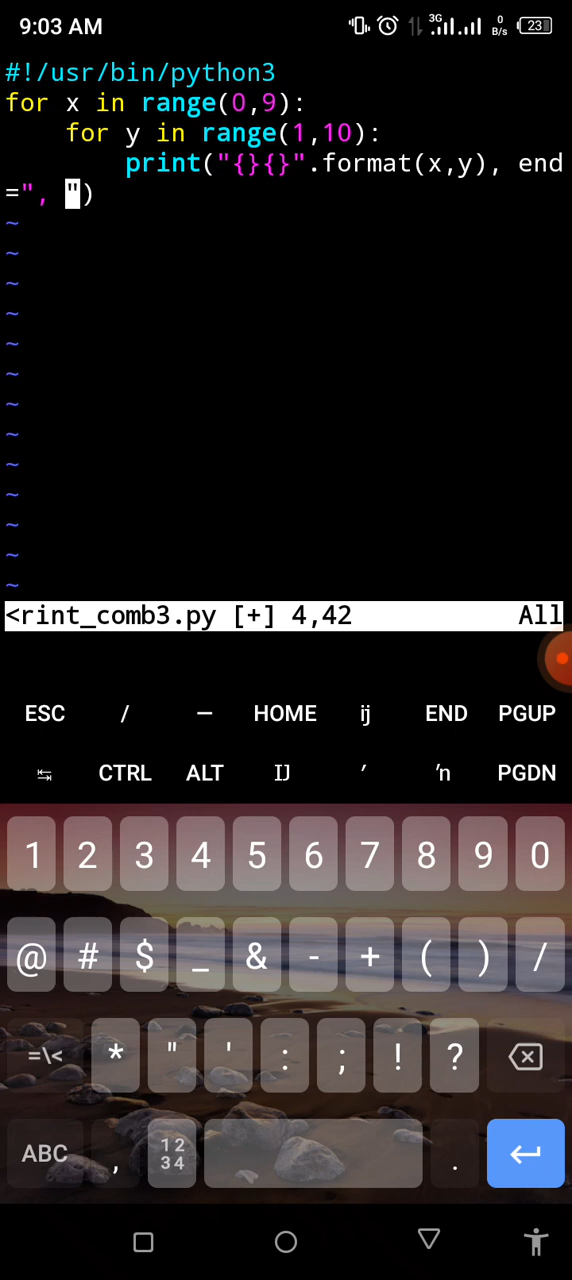 9:03 AM 3G 0 B/s 23
#!/usr/bin/python3
for x in range(0,9):
    for y in range(1,10):
        print("{}{}".format(x,y), end
=", ")
~
~
~
~
~
~
~
~
~
~
~
~
~
<rint_comb3.py [+] 4,42 All
ESC / — HOME ĳ END PGUP
↹ CTRL ALT Ĳ ′ ŉ PGDN
1 2 3 4 5 6 7 8 9 0
@ # $ _ & - + ( ) /
=\< * " ' : ; ! ?
ABC , 12 34 .